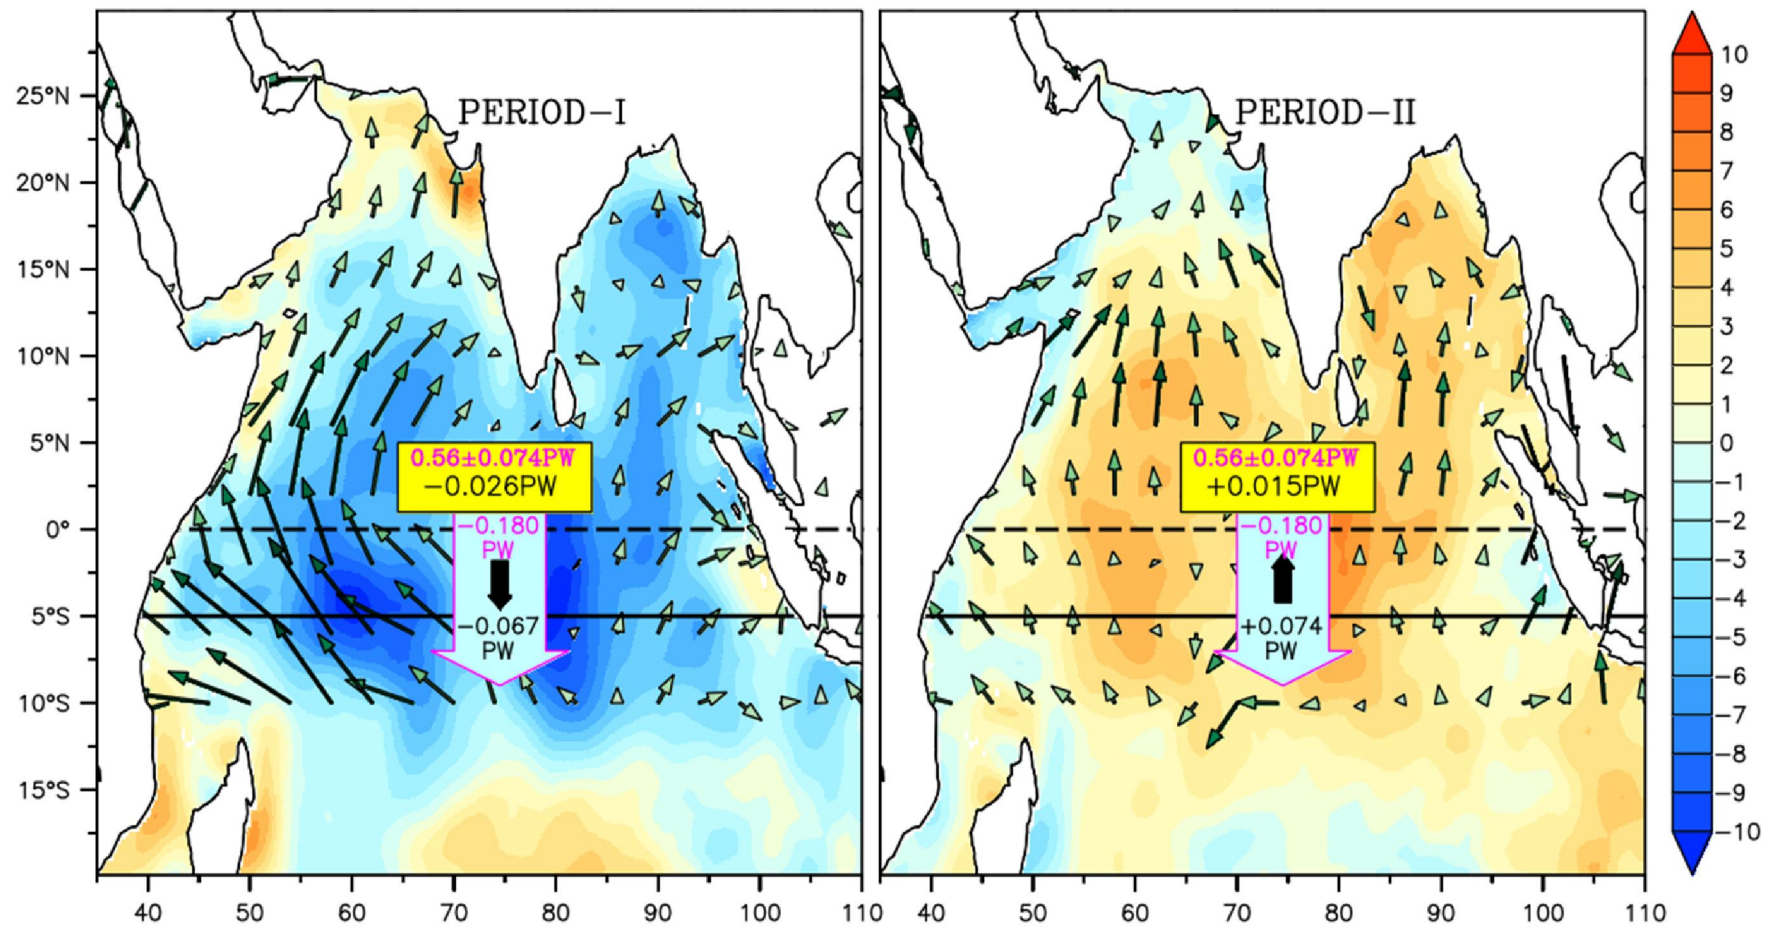 PERIOD-I
25°N
20°N
15°N
10°N
5°N
0°
5°S
10°S
15°S
0.56±0.074PW
−0.026PW
−0.180
PW
−0.067
PW
40 50 60 70 80 90 100 110
PERIOD-II
0.56±0.074PW
+0.015PW
−0.180
PW
+0.074
PW
40 50 60 70 80 90 100 110
10
9
8
7
6
5
4
3
2
1
0
−1
−2
−3
−4
−5
−6
−7
−8
−9
−10